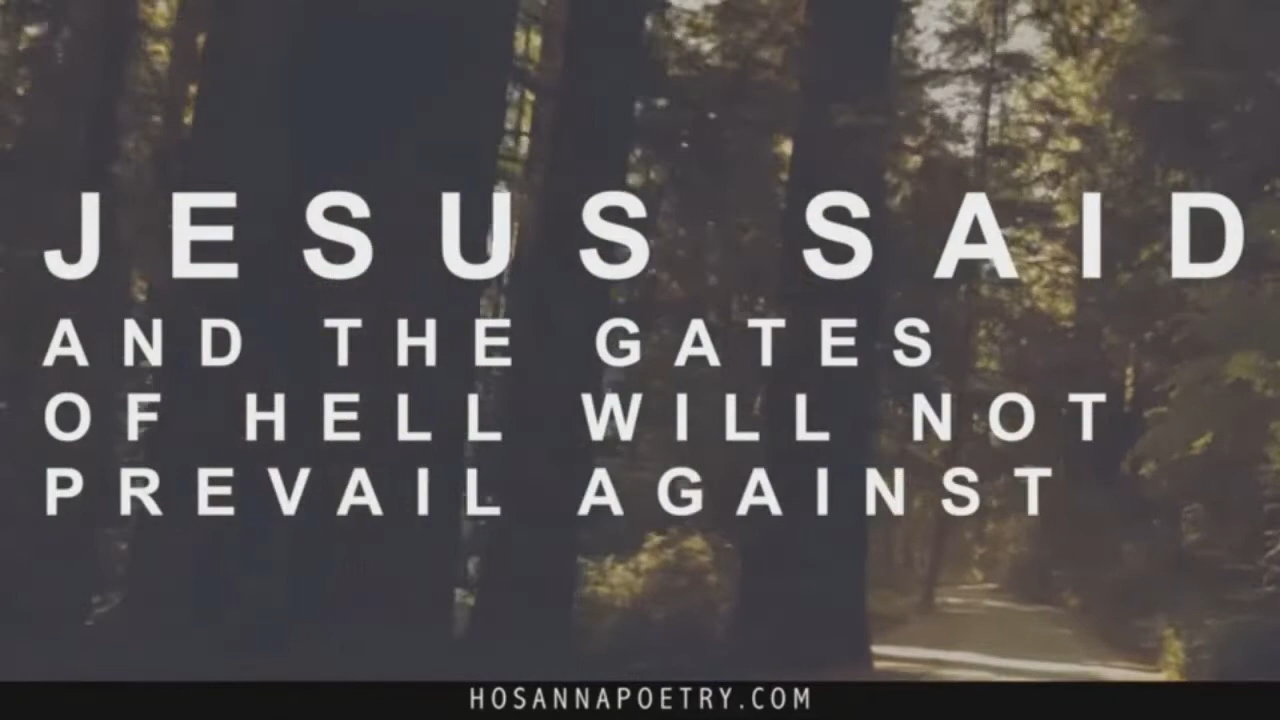 JESUS SAID
AND THE GATES
OF HELL WILL NOT
PREVAIL AGAINST
HOSANNAPOETRY.COM